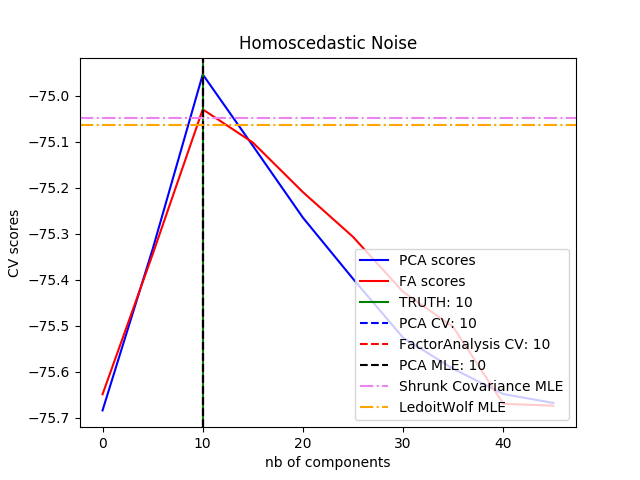 Homoscedastic Noise
CV scores
−75.0
−75.1
−75.2
−75.3
−75.4
−75.5
−75.6
−75.7
PCA scores
FA scores
TRUTH: 10
PCA CV: 10
FactorAnalysis CV: 10
PCA MLE: 10
Shrunk Covariance MLE
LedoitWolf MLE
0 10 20 30 40
nb of components